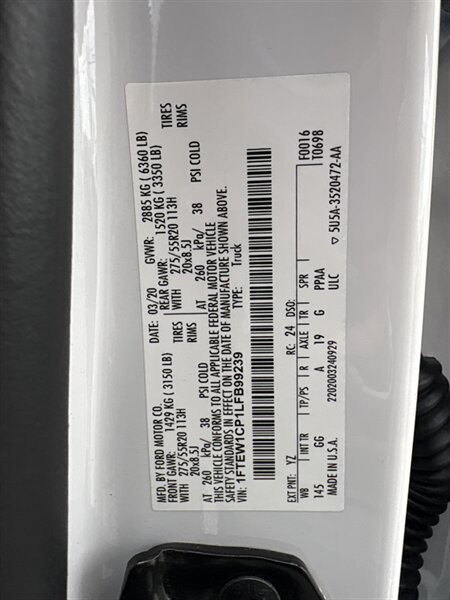 MFD. BY FORD MOTOR CO.
DATE: 03/20 GVWR: 2885 KG ( 6360 LB)
FRONT GAWR: 1429 KG ( 3150 LB) REAR GAWR: 1520 KG ( 3350 LB)
275/55R20 113H TIRES WITH 275/55R20 113H TIRES
20x8.5J RIMS 20x8.5J RIMS
AT 260 kPa/ 38 PSI COLD AT 260 kPa/ 38 PSI COLD
THIS VEHICLE CONFORMS TO ALL APPLICABLE FEDERAL MOTOR VEHICLE
SAFETY STANDARDS IN EFFECT ON THE DATE OF MANUFACTURE SHOWN ABOVE.
VIN: 1FTEW1CP1LFB99239 TYPE: Truck
F0016
T0698
EXT PNT: YZ RC: 24 DSO:
WB INT TR TP/PS R AXLE TR SPR
145 GG A 19 G PPAA ▽ 5U5A-3520472-AA
MADE IN U.S.A. 2202003240929 ULC